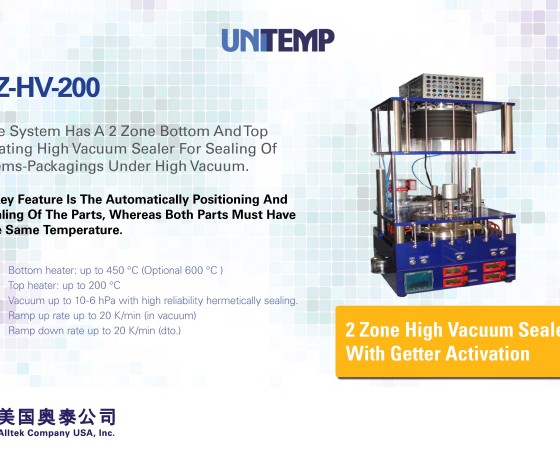 UNITEMP
Z-HV-200
e System Has A 2 Zone Bottom And Top
ating High Vacuum Sealer For Sealing Of
ems-Packagings Under High Vacuum.
ey Feature Is The Automatically Positioning And
ling Of The Parts, Whereas Both Parts Must Have
e Same Temperature.
Bottom heater: up to 450 °C (Optional 600 °C )
Top heater: up to 200 °C
Vacuum up to 10-6 hPa with high reliability hermetically sealing.
Ramp up rate up to 20 K/min (in vacuum)
Ramp down rate up to 20 K/min (dto.)
2 Zone High Vacuum Seale
With Getter Activation
美国奥泰公司
Alltek Company USA, Inc.